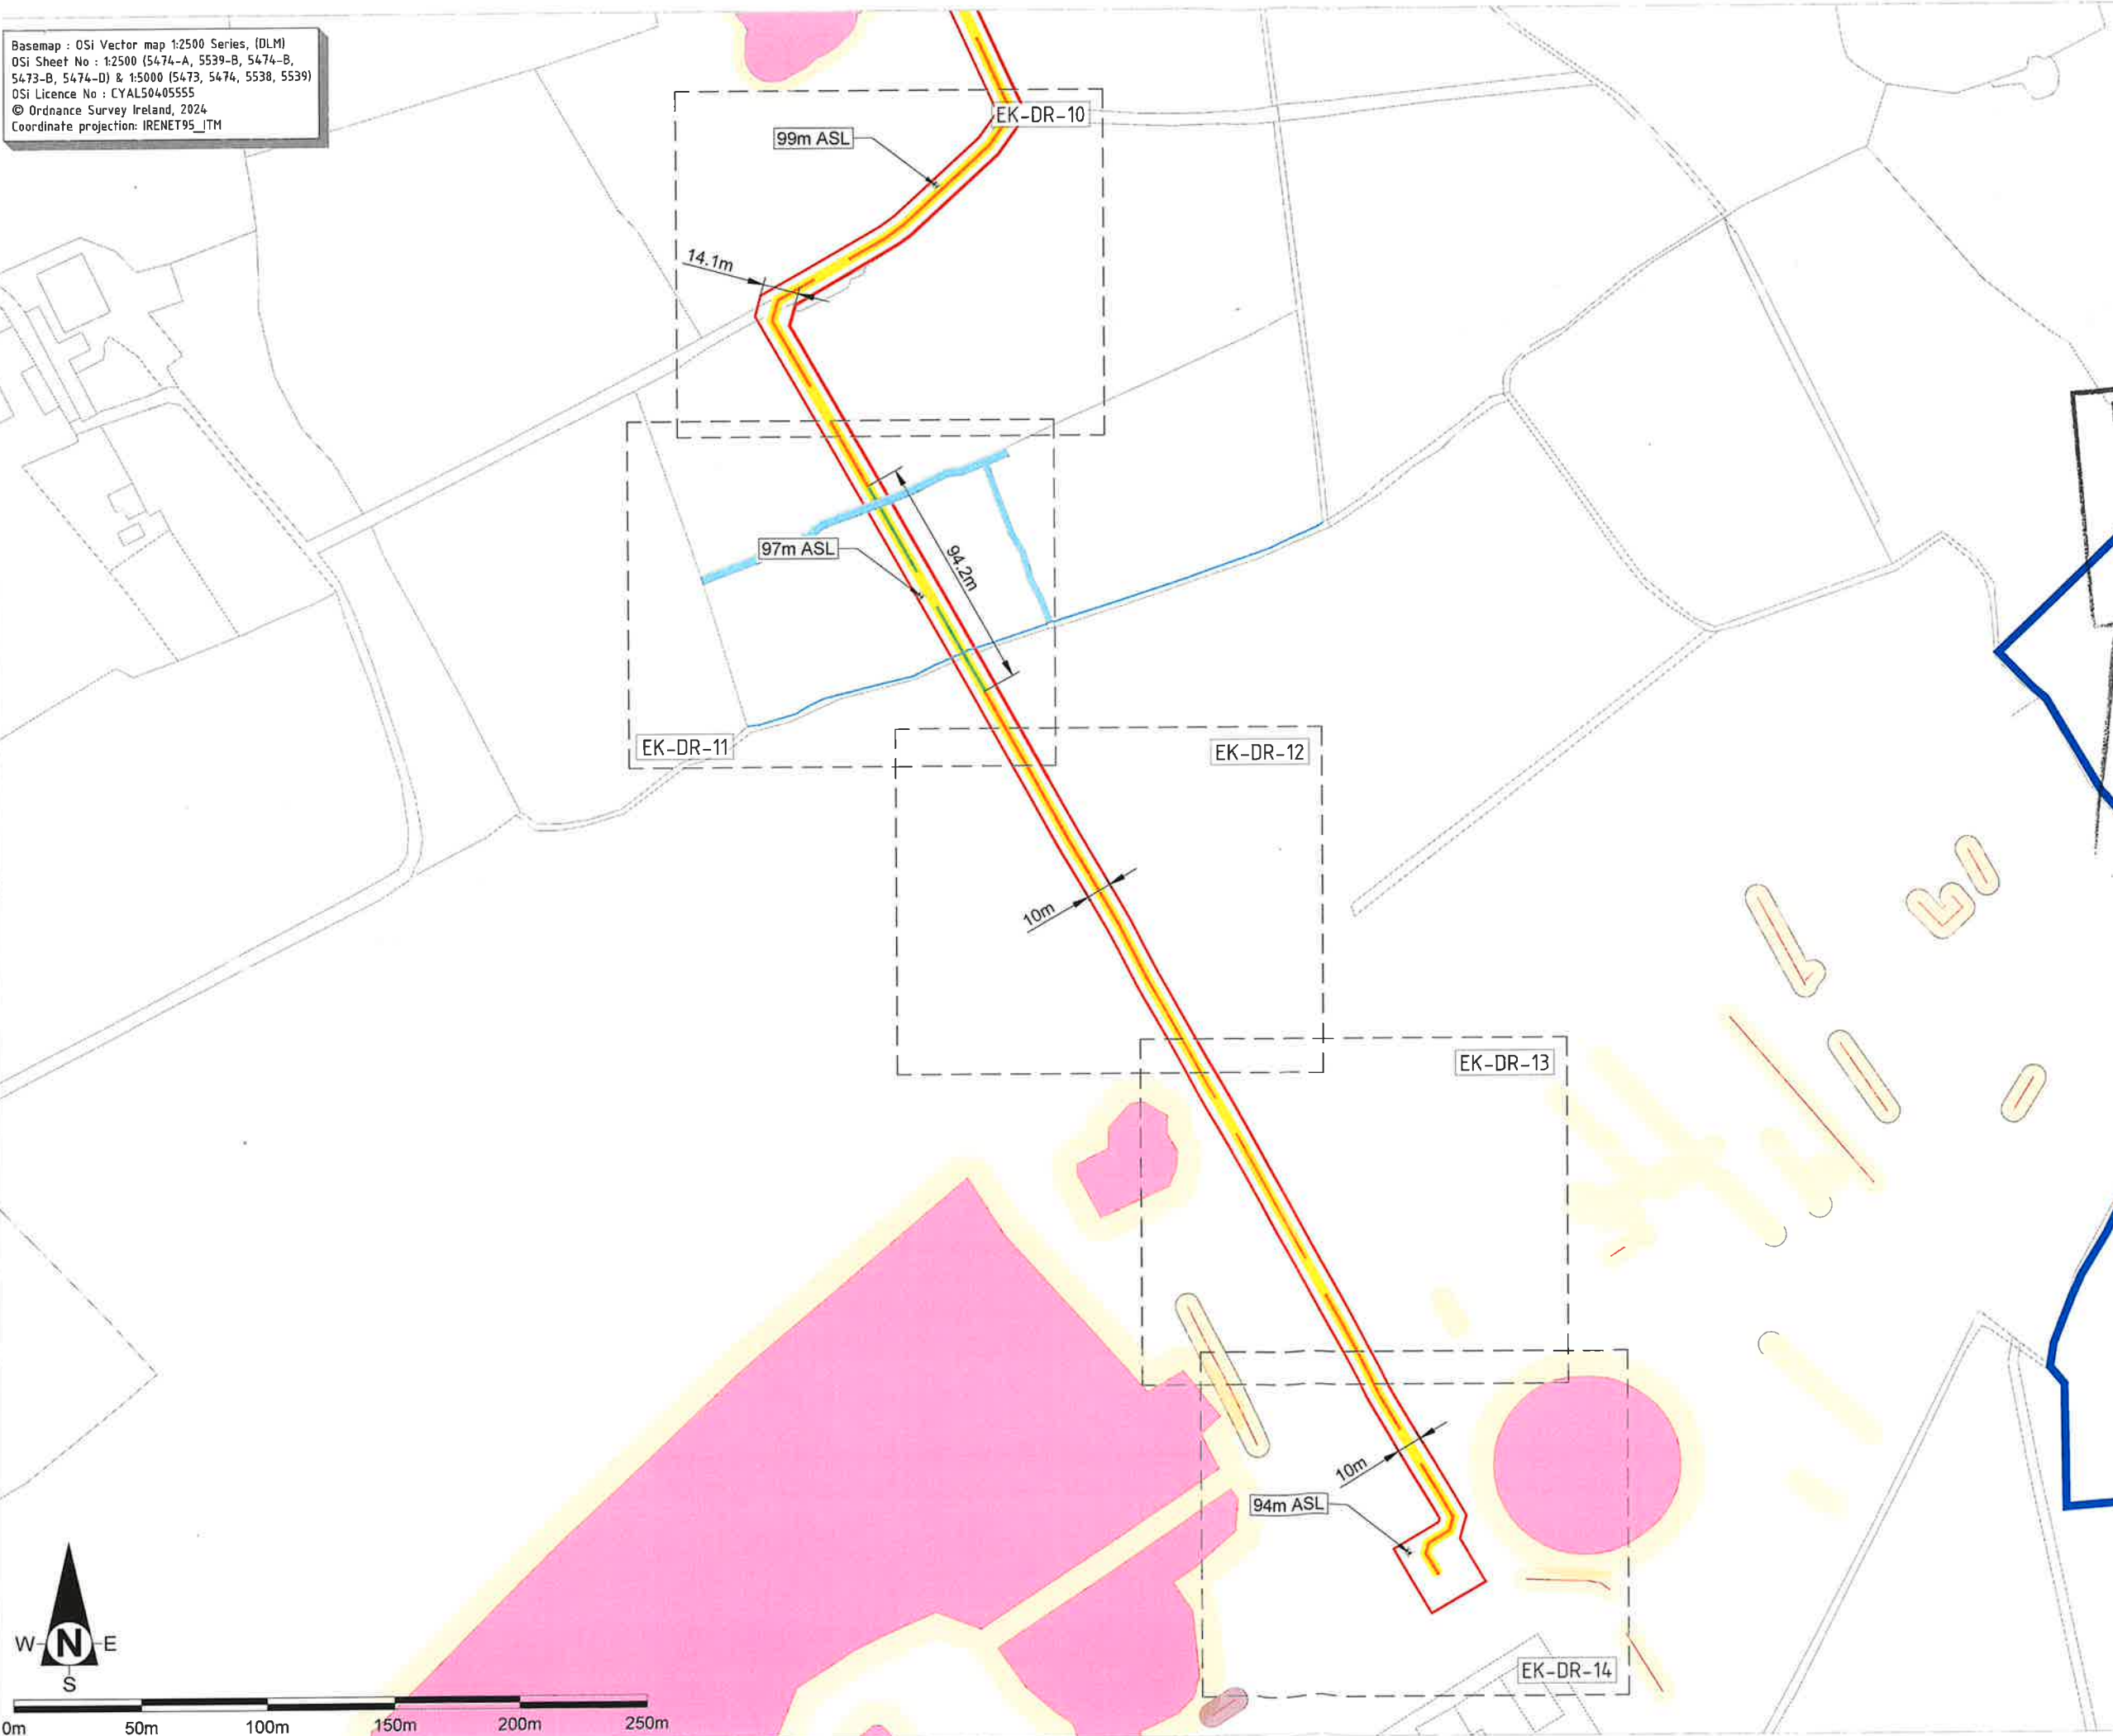 Basemap : OSi Vector map 1:2500 Series, (DLM)
OSi Sheet No : 1:2500 (5474-A, 5539-B, 5474-B,
5473-B, 5474-D) & 1:5000 (5473, 5474, 5538, 5539)
OSi Licence No : CYAL50405555
© Ordnance Survey Ireland, 2024
Coordinate projection: IRENET95_ITM
EK-DR-10
99m ASL
14.1m
97m ASL
94.2m
EK-DR-11
EK-DR-12
10m
EK-DR-13
10m
94m ASL
EK-DR-14
W N E
S
0m 50m 100m 150m 200m 250m